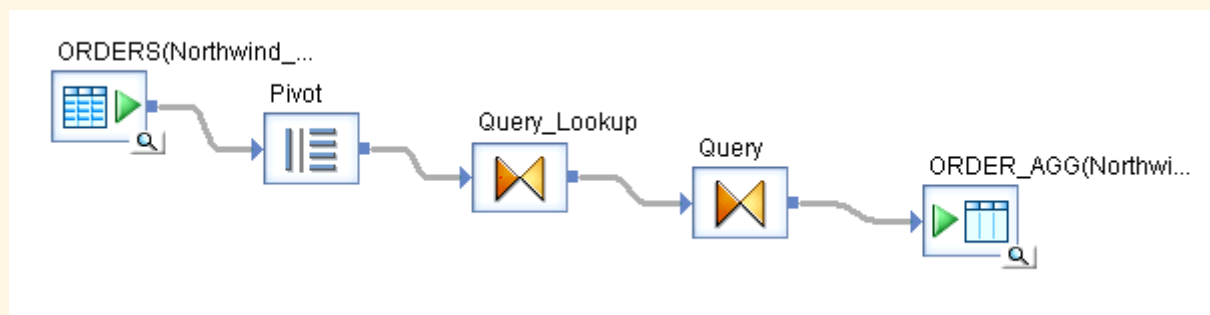 ORDERS(Northwind_...
Pivot
Query_Lookup
Query
ORDER_AGG(Northwi...